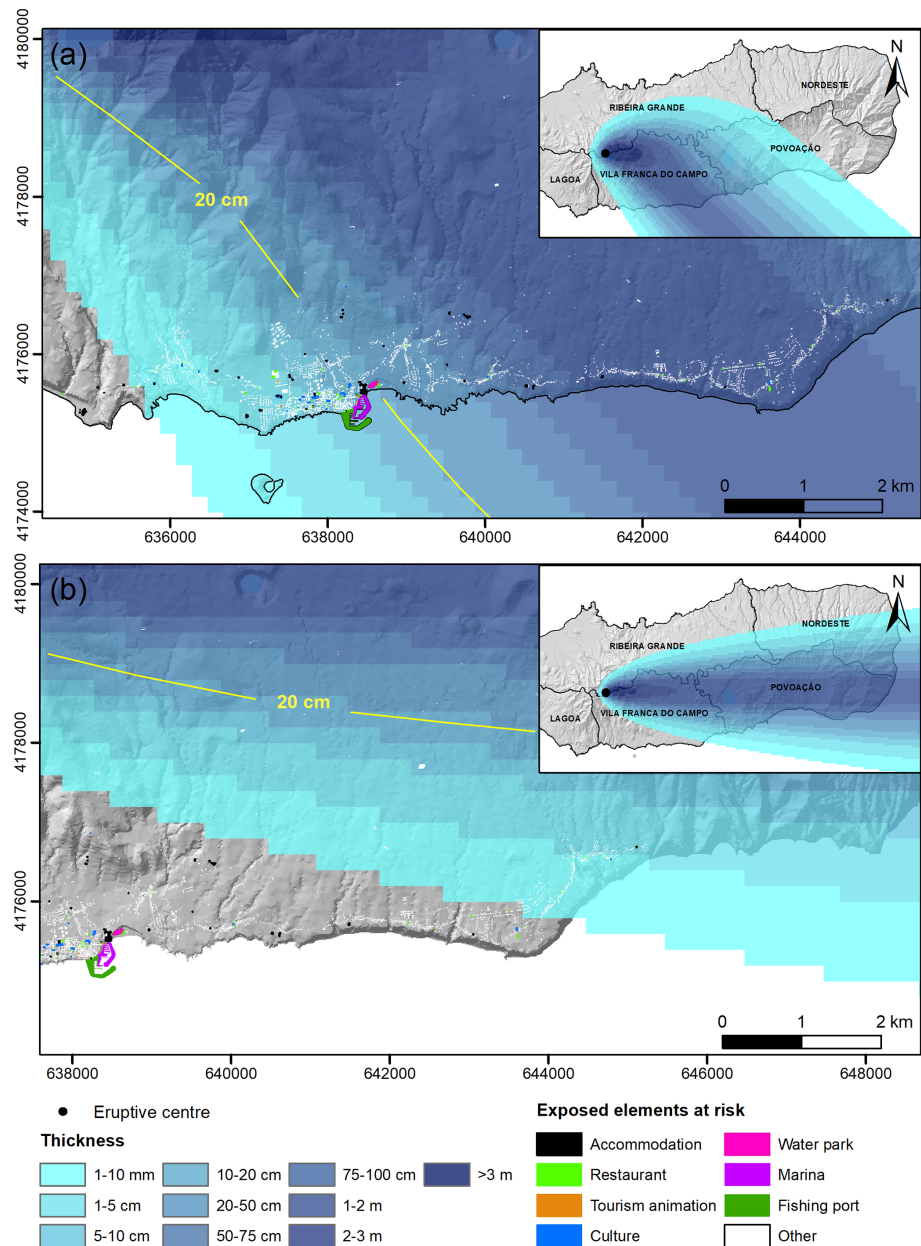 (a)
4180000
4178000
4176000
4174000
20 cm
N
NORDESTE
RIBEIRA GRANDE
POVOAÇÃO
LAGOA
VILA FRANCA DO CAMPO
0 1 2 km
636000 638000 640000 642000 644000
(b)
4180000
4178000
4176000
20 cm
N
NORDESTE
RIBEIRA GRANDE
POVOAÇÃO
LAGOA
VILA FRANCA DO CAMPO
0 1 2 km
638000 640000 642000 644000 646000 648000
Eruptive centre
Thickness
1-10 mm
1-5 cm
5-10 cm
10-20 cm
20-50 cm
50-75 cm
75-100 cm
1-2 m
2-3 m
>3 m
Exposed elements at risk
Accommodation
Restaurant
Tourism animation
Culture
Water park
Marina
Fishing port
Other